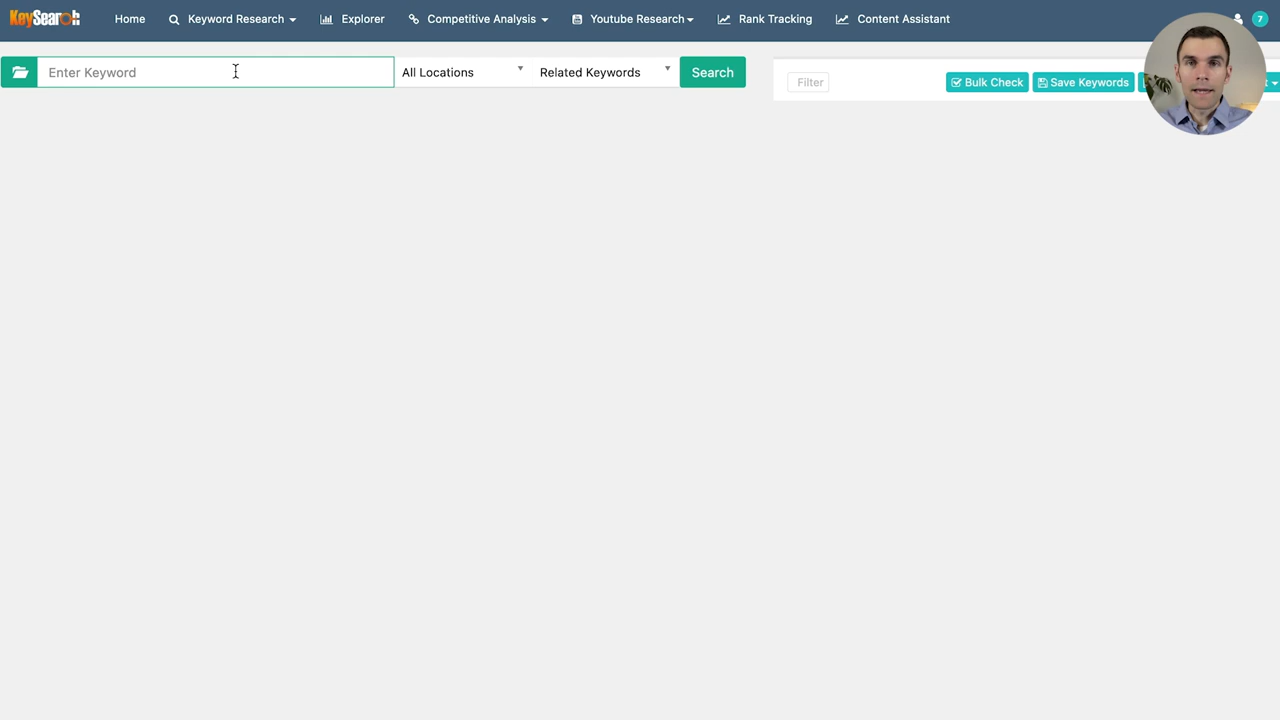 KeySearch Home Keyword Research Explorer Competitive Analysis Youtube Research Rank Tracking Content Assistant 7
Enter Keyword All Locations Related Keywords Search Filter Bulk Check Save Keywords